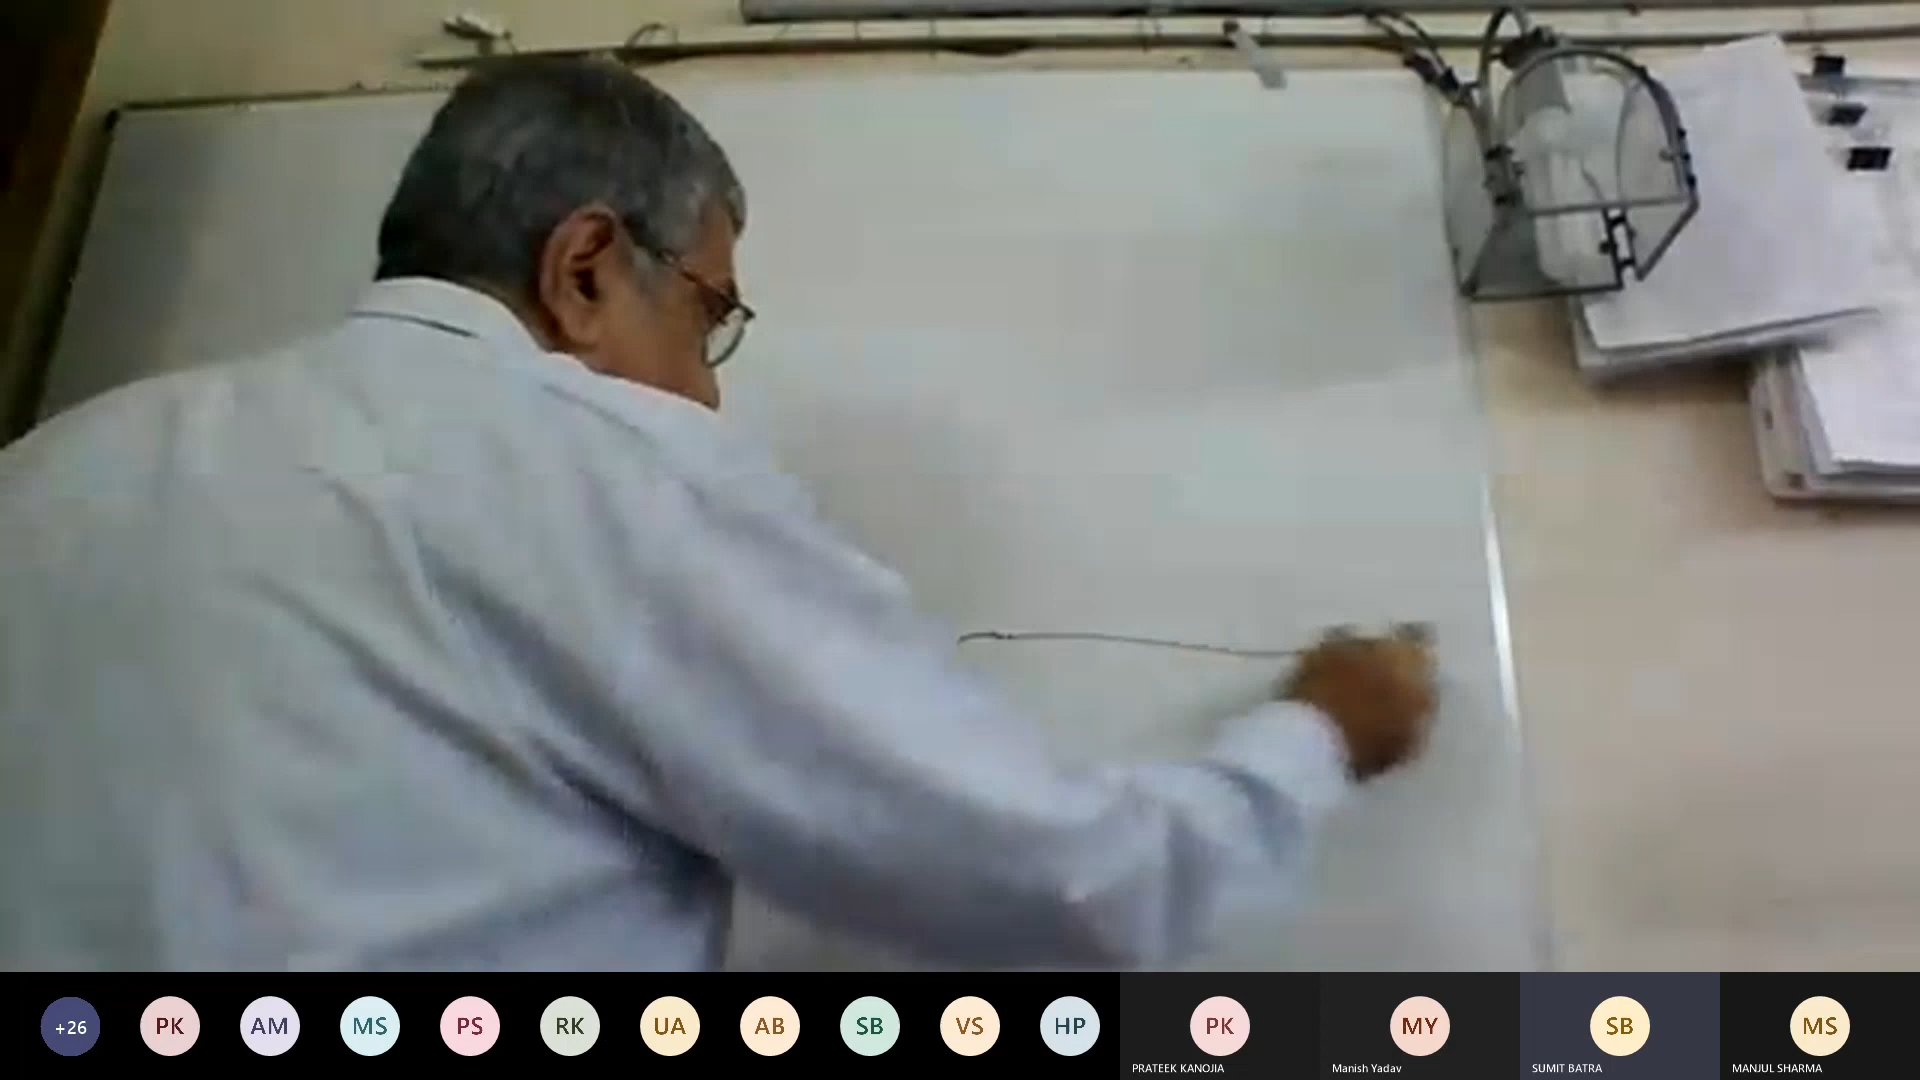 +26 PK AM MS PS RK UA AB SB VS HP PK MY SB MS
PRATEEK KANOJIA Manish Yadav SUMIT BATRA MANJUL SHARMA